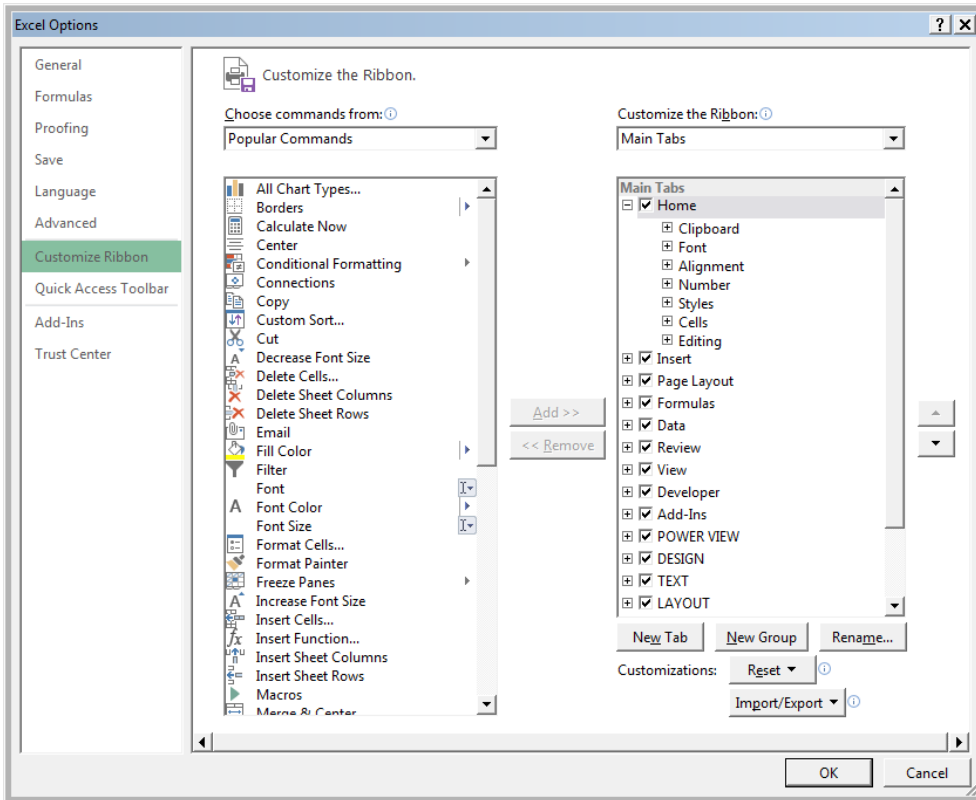 Excel Options
General
Formulas
Proofing
Save
Language
Advanced
Customize Ribbon
Quick Access Toolbar
Add-Ins
Trust Center
Customize the Ribbon.
Choose commands from:
Popular Commands
All Chart Types...
Borders
Calculate Now
Center
Conditional Formatting
Connections
Copy
Custom Sort...
Cut
Decrease Font Size
Delete Cells...
Delete Sheet Columns
Delete Sheet Rows
Email
Fill Color
Filter
Font
Font Color
Font Size
Format Cells...
Format Painter
Freeze Panes
Increase Font Size
Insert Cells...
Insert Function...
Insert Sheet Columns
Insert Sheet Rows
Macros
Merge & Center
Add >>
<< Remove
Customize the Ribbon:
Main Tabs
Main Tabs
Home
Clipboard
Font
Alignment
Number
Styles
Cells
Editing
Insert
Page Layout
Formulas
Data
Review
View
Developer
Add-Ins
POWER VIEW
DESIGN
TEXT
LAYOUT
New Tab
New Group
Rename...
Customizations:
Reset
Import/Export
OK
Cancel